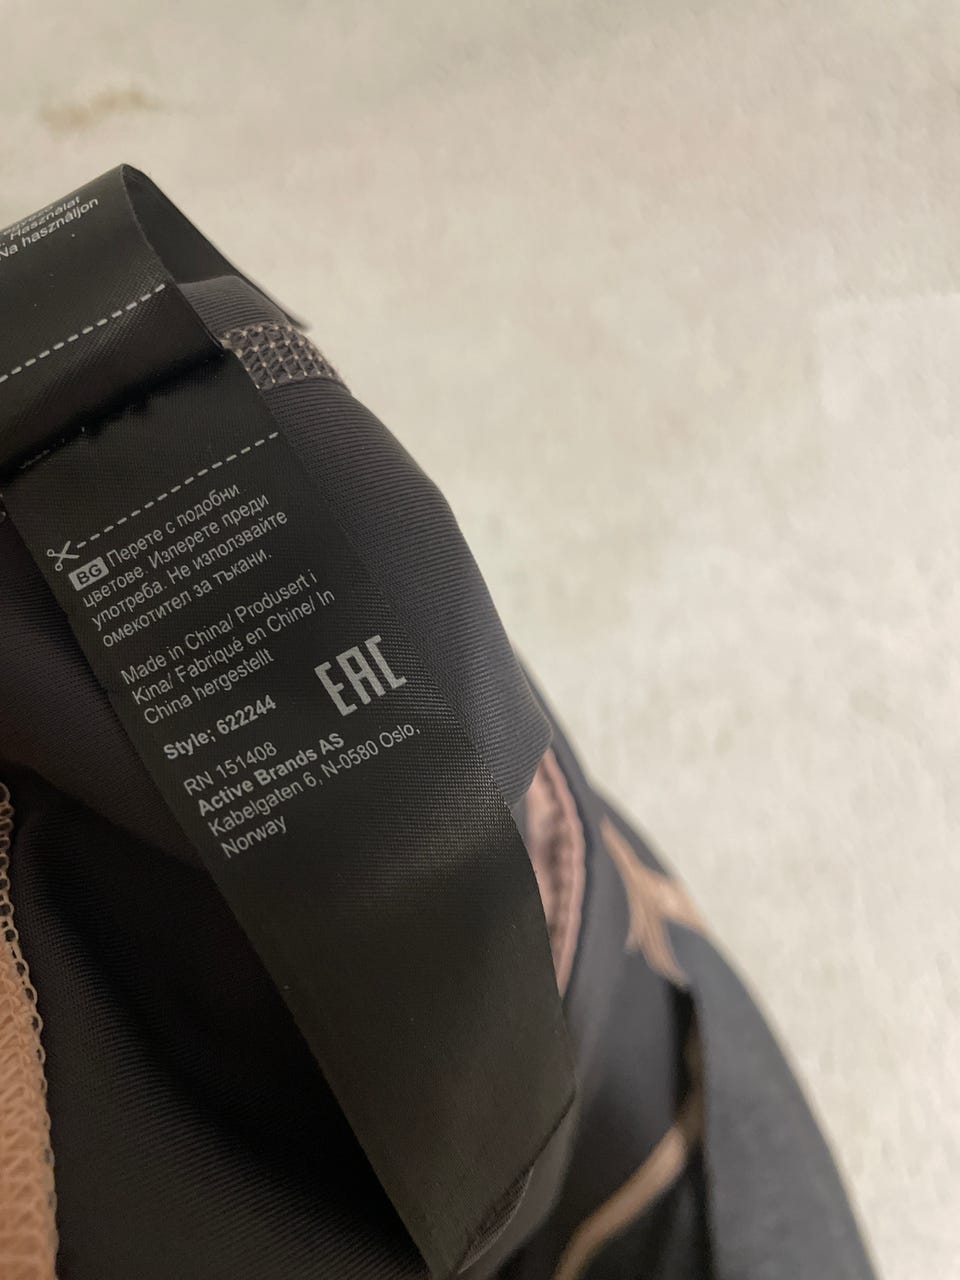 Használat
Na használjon
BG Перете с подобни
цветове. Изперете преди
употреба. Не използвайте
омекотител за тъкани.
Made in China/ Produsert i
Kina/ Fabriqué en Chine/ In
China hergestellt
EAC
Style; 622244
RN 151408
Active Brands AS
Kabelgaten 6, N-0580 Oslo,
Norway